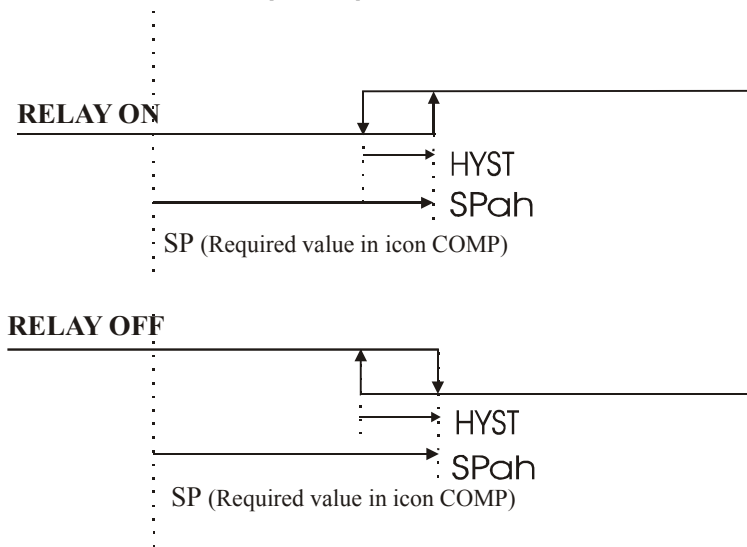 RELAY ON
HYST
SPah
SP (Required value in icon COMP)
RELAY OFF
HYST
SPah
SP (Required value in icon COMP)